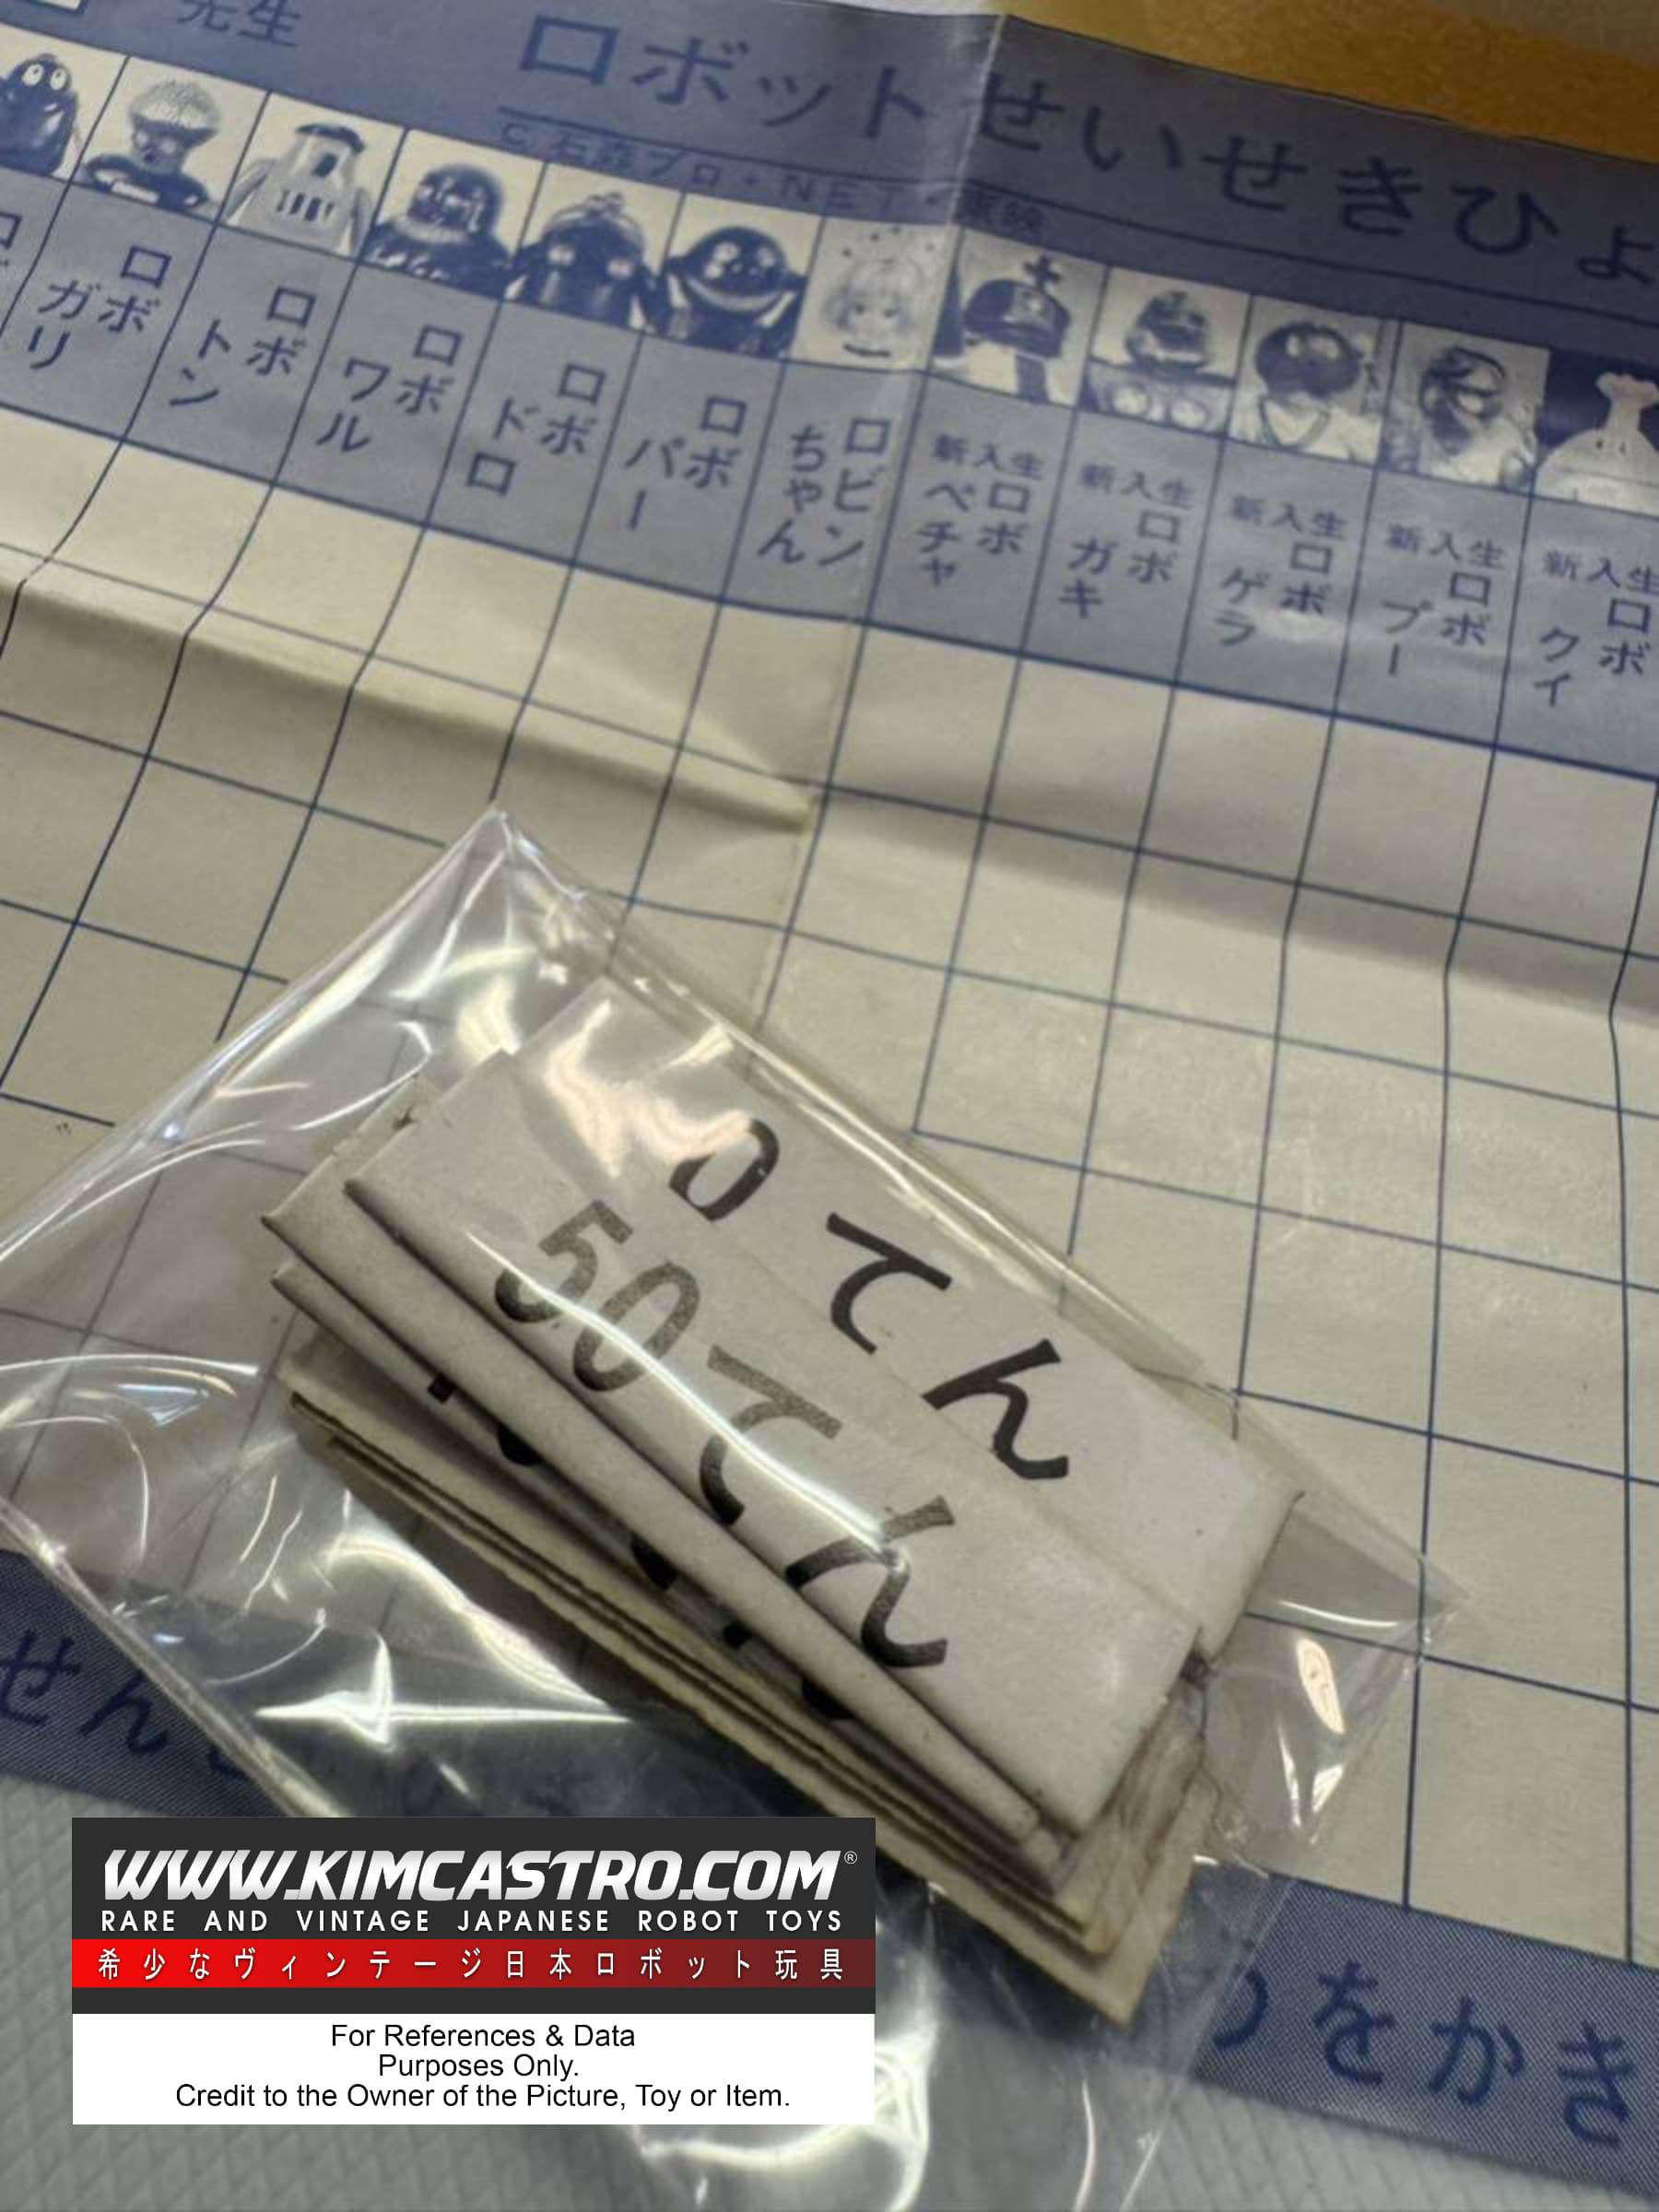 先生
ロボットせいせきひょ
C 石森プロ・NET・東映
ロボガリ
ロボトン
ロボワル
ロボドロ
ロボバー
ロビンちゃん
新入生ロボペチャ
新入生ロボガキ
新入生ロボゲラ
新入生ロボプー
新入生ロボクイ
0てん
50てん
せん
をかき
WWW.KIMCASTRO.COM®
RARE AND VINTAGE JAPANESE ROBOT TOYS
希少なヴィンテージ日本ロボット玩具
For References & Data
Purposes Only.
Credit to the Owner of the Picture, Toy or Item.